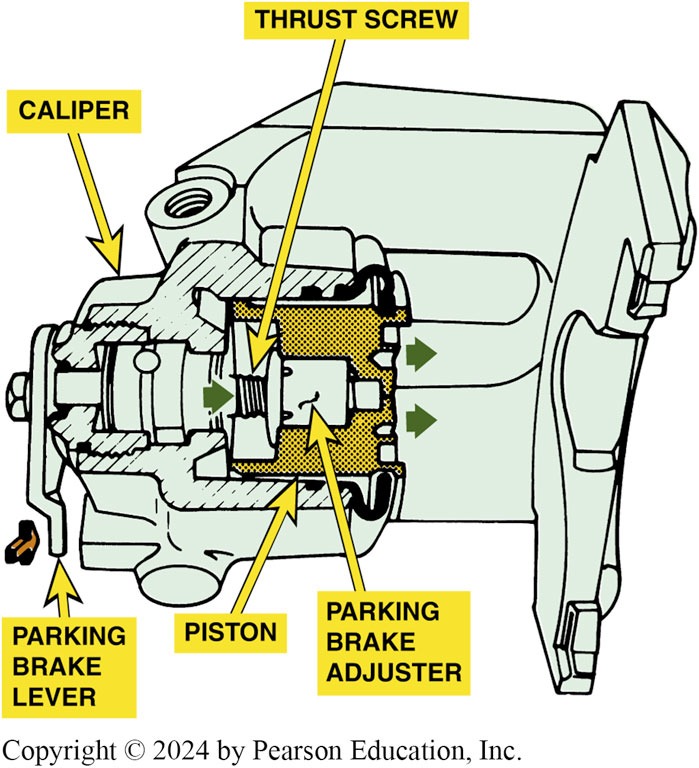 THRUST SCREW
CALIPER
PARKING
BRAKE
LEVER
PISTON
PARKING
BRAKE
ADJUSTER
Copyright © 2024 by Pearson Education, Inc.